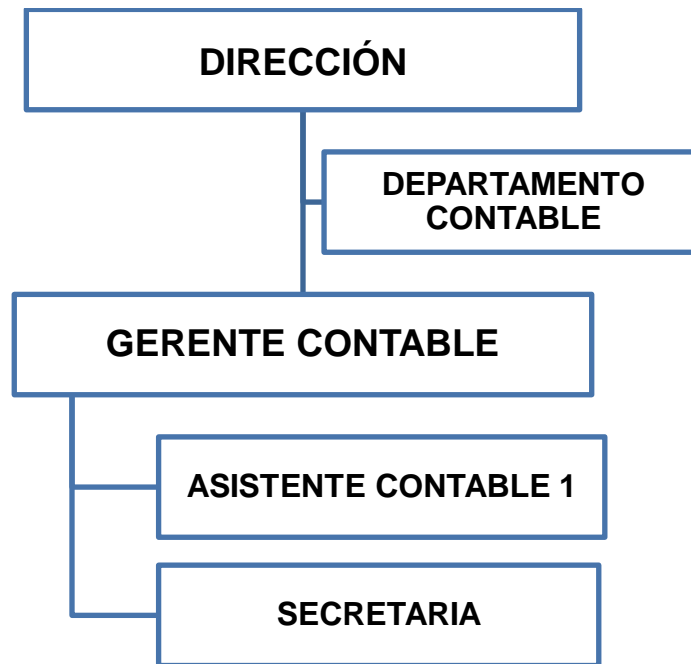 DIRECCIÓN
DEPARTAMENTO
CONTABLE
GERENTE CONTABLE
ASISTENTE CONTABLE 1
SECRETARIA